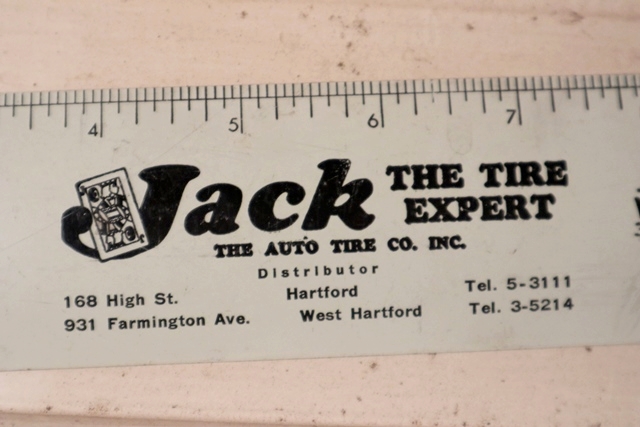 4 5 6 7
Jack THE TIRE EXPERT
THE AUTO TIRE CO. INC.
Distributor
168 High St. Hartford Tel. 5-3111
931 Farmington Ave. West Hartford Tel. 3-5214